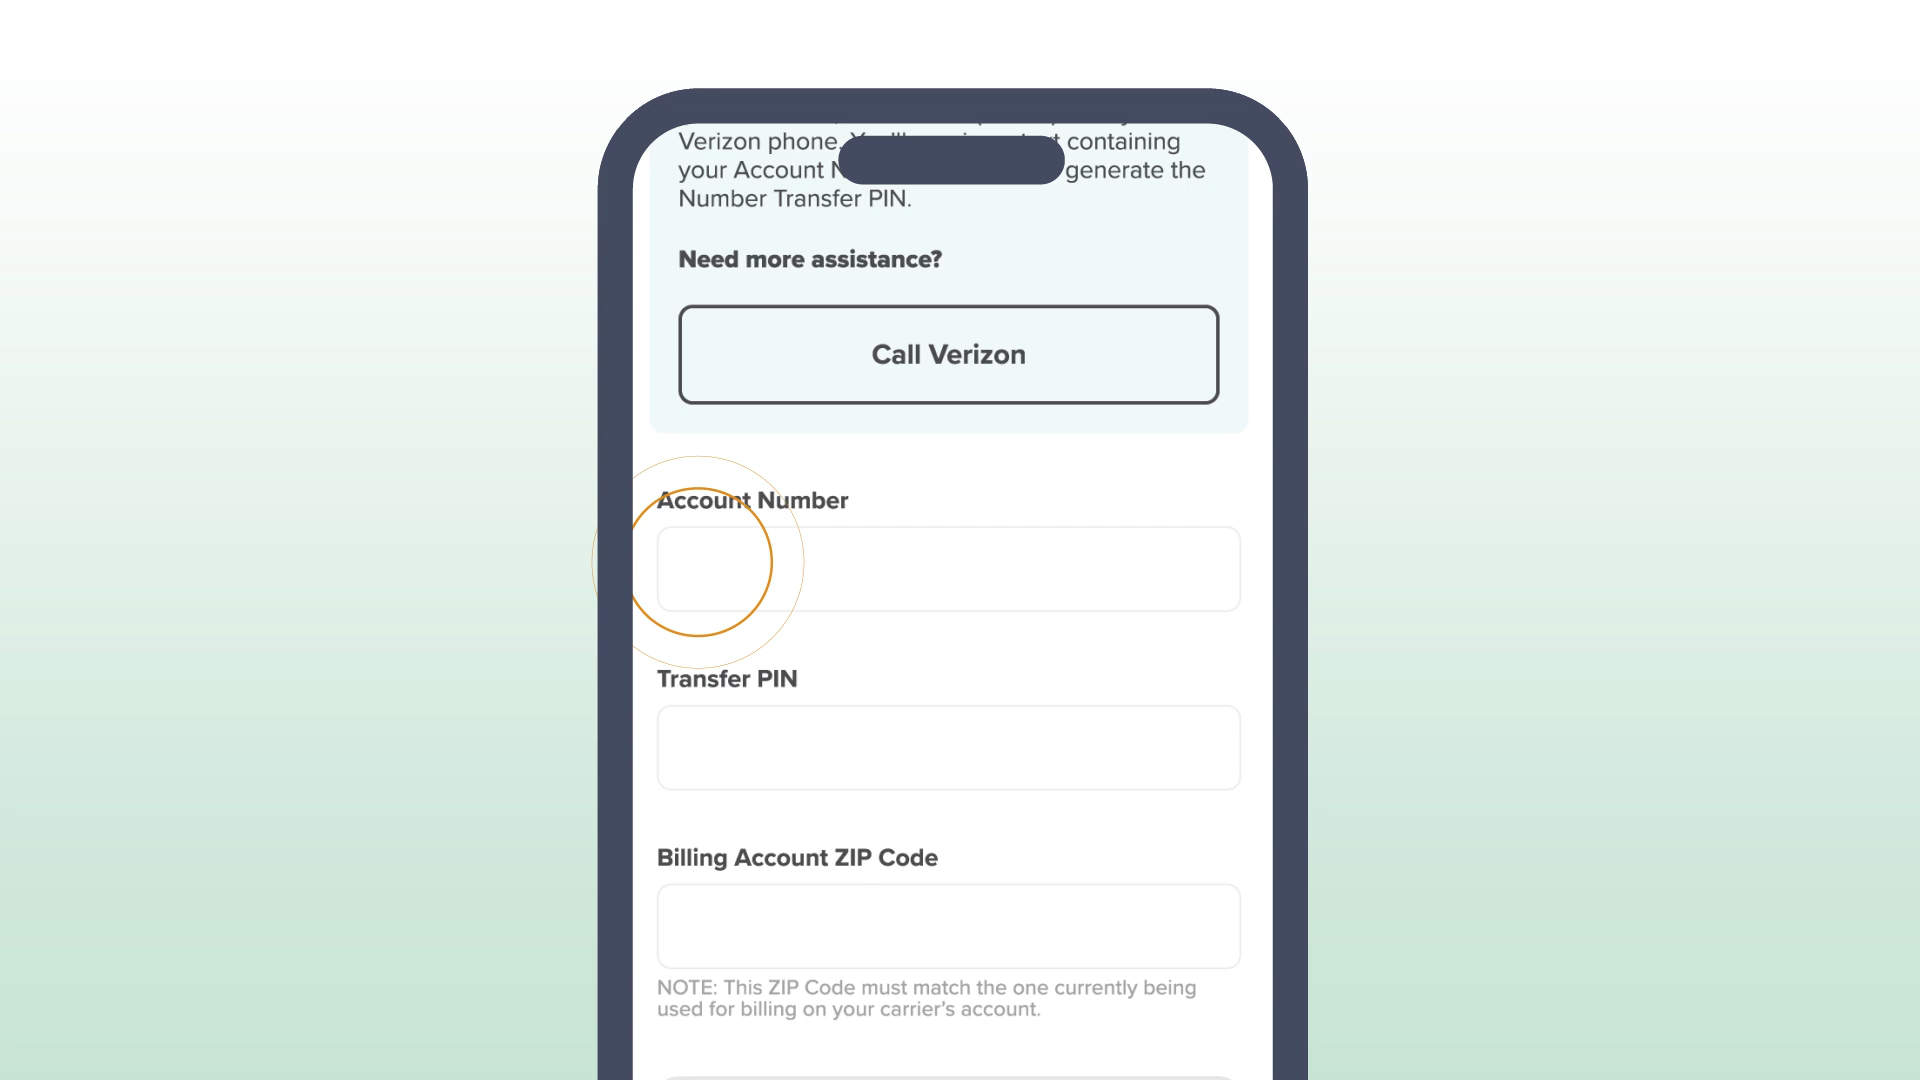 Verizon phone. containing
your Account generate the
Number Transfer PIN.
Need more assistance?
Call Verizon
Account Number
Transfer PIN
Billing Account ZIP Code
NOTE: This ZIP Code must match the one currently being
used for billing on your carrier’s account.